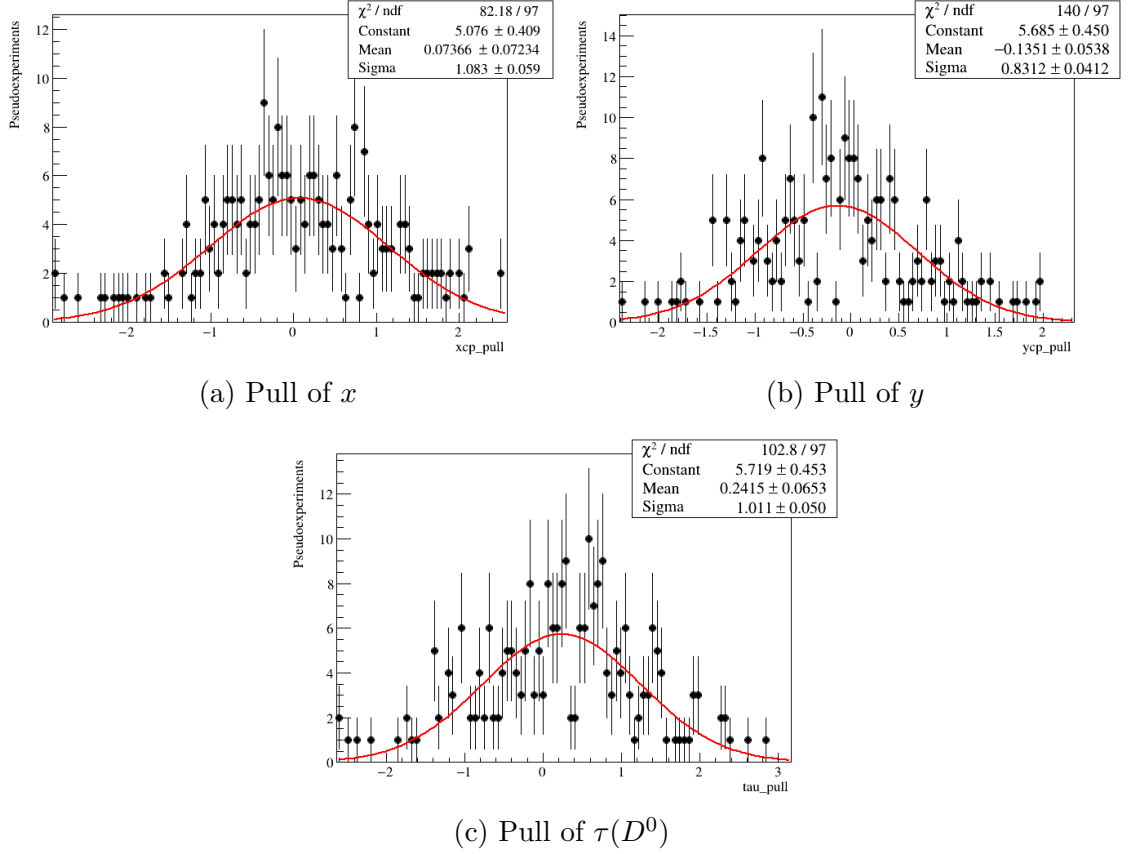 χ² / ndf 82.18 / 97
Constant 5.076 ± 0.409
Mean 0.07366 ± 0.07234
Sigma 1.083 ± 0.059
Pseudoexperiments
12
10
8
6
4
2
0
−2 −1 0 1 2
xcp_pull
(a) Pull of x
χ² / ndf 140 / 97
Constant 5.685 ± 0.450
Mean −0.1351 ± 0.0538
Sigma 0.8312 ± 0.0412
Pseudoexperiments
14
12
10
8
6
4
2
0
−2 −1.5 −1 −0.5 0 0.5 1 1.5 2
ycp_pull
(b) Pull of y
χ² / ndf 102.8 / 97
Constant 5.719 ± 0.453
Mean 0.2415 ± 0.0653
Sigma 1.011 ± 0.050
Pseudoexperiments
12
10
8
6
4
2
0
−2 −1 0 1 2 3
tau_pull
(c) Pull of τ(D⁰)